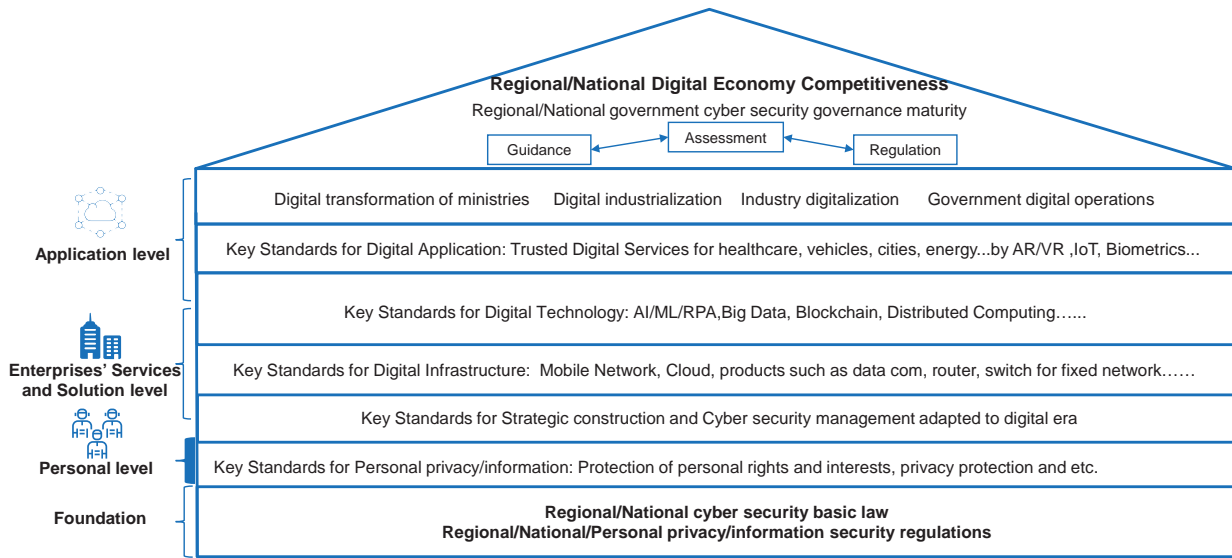 Regional/National Digital Economy Competitiveness
Regional/National government cyber security governance maturity
Guidance
Assessment
Regulation
Digital transformation of ministries
Digital industrialization
Industry digitalization
Government digital operations
Application level
Key Standards for Digital Application: Trusted Digital Services for healthcare, vehicles, cities, energy...by AR/VR ,IoT, Biometrics...
Key Standards for Digital Technology: AI/ML/RPA,Big Data, Blockchain, Distributed Computing…...
Enterprises’ Services
and Solution level
Key Standards for Digital Infrastructure: Mobile Network, Cloud, products such as data com, router, switch for fixed network……
Key Standards for Strategic construction and Cyber security management adapted to digital era
Personal level
Key Standards for Personal privacy/information: Protection of personal rights and interests, privacy protection and etc.
Foundation
Regional/National cyber security basic law
Regional/National/Personal privacy/information security regulations